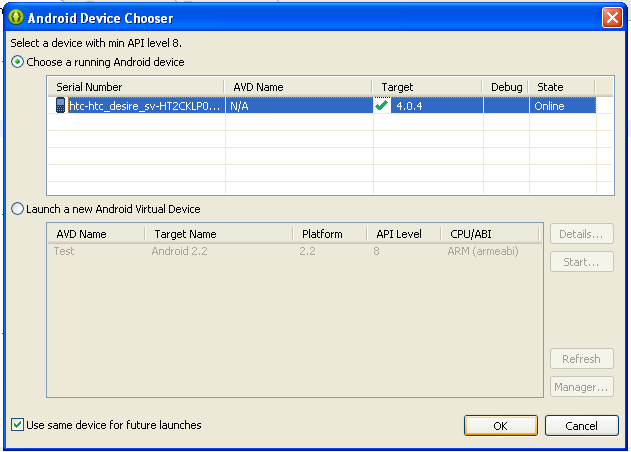 Android Device Chooser
Select a device with min API level 8.
Choose a running Android device
Serial Number AVD Name Target Debug State
htc-htc_desire_sv-HT2CKLP0... N/A 4.0.4 Online
Launch a new Android Virtual Device
AVD Name Target Name Platform API Level CPU/ABI
Test Android 2.2 2.2 8 ARM (armeabi)
Details...
Start...
Refresh
Manager...
Use same device for future launches
OK Cancel